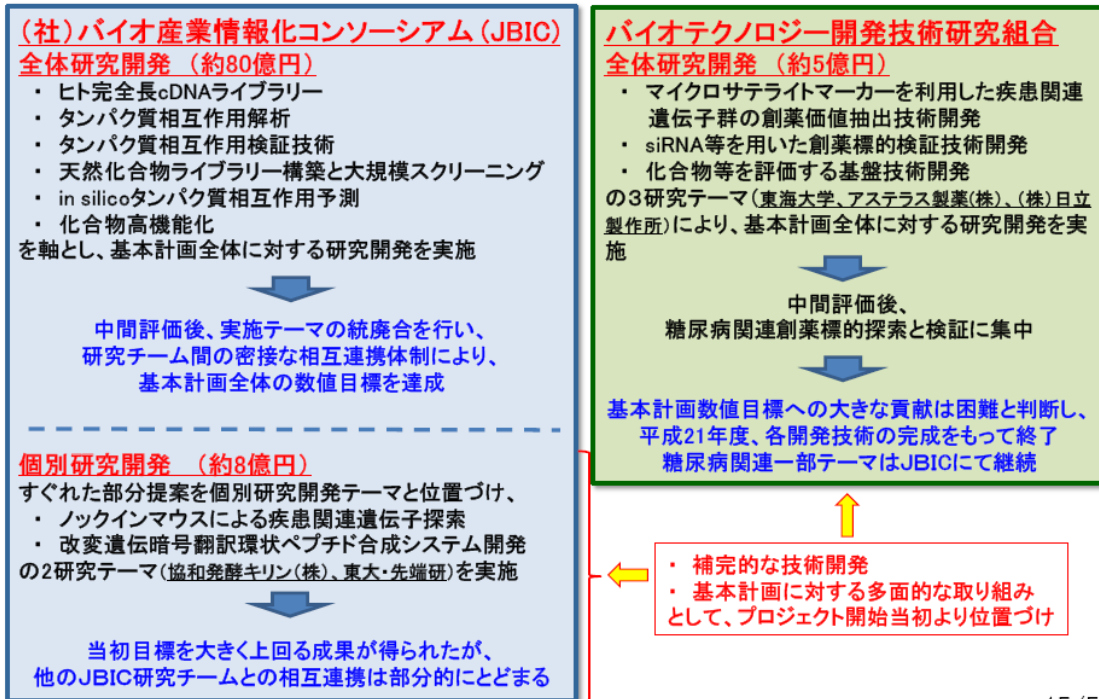 (社)バイオ産業情報化コンソーシアム(JBIC)
全体研究開発 (約80億円)
・ ヒト完全長cDNAライブラリー
・ タンパク質相互作用解析
・ タンパク質相互作用検証技術
・ 天然化合物ライブラリー構築と大規模スクリーニング
・ in silicoタンパク質相互作用予測
・ 化合物高機能化
を軸とし、基本計画全体に対する研究開発を実施
中間評価後、実施テーマの統廃合を行い、
研究チーム間の密接な相互連携体制により、
基本計画全体の数値目標を達成
個別研究開発 (約8億円)
すぐれた部分提案を個別研究開発テーマと位置づけ、
・ ノックインマウスによる疾患関連遺伝子探索
・ 改変遺伝暗号翻訳環状ペプチド合成システム開発
の2研究テーマ(協和発酵キリン(株)、東大・先端研)を実施
当初目標を大きく上回る成果が得られたが、
他のJBIC研究チームとの相互連携は部分的にとどまる
バイオテクノロジー開発技術研究組合
全体研究開発 (約5億円)
・ マイクロサテライトマーカーを利用した疾患関連
遺伝子群の創薬価値抽出技術開発
・ siRNA等を用いた創薬標的検証技術開発
・ 化合物等を評価する基盤技術開発
の3研究テーマ(東海大学、アステラス製薬(株)、(株)日立
製作所)により、基本計画全体に対する研究開発を実
施
中間評価後、
糖尿病関連創薬標的探索と検証に集中
基本計画数値目標への大きな貢献は困難と判断し、
平成21年度、各開発技術の完成をもって終了
糖尿病関連一部テーマはJBICにて継続
・ 補完的な技術開発
・ 基本計画に対する多面的な取り組み
として、プロジェクト開始当初より位置づけ